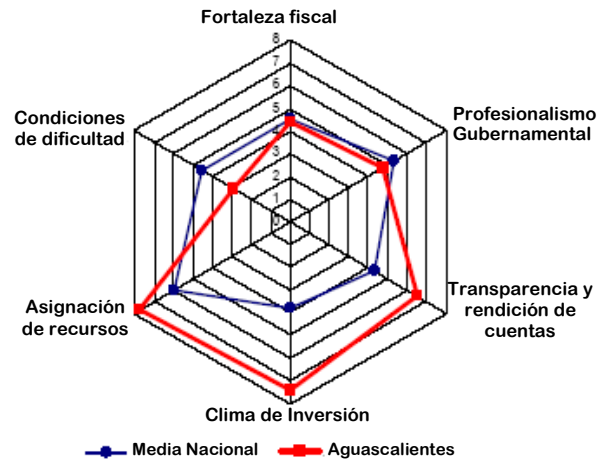 Fortaleza fiscal
8
7
6
5
4
3
2
1
0
Condiciones
de dificultad
Profesionalismo
Gubernamental
Asignación
de recursos
Transparencia y
rendición de
cuentas
Clima de Inversión
Media Nacional
Aguascalientes